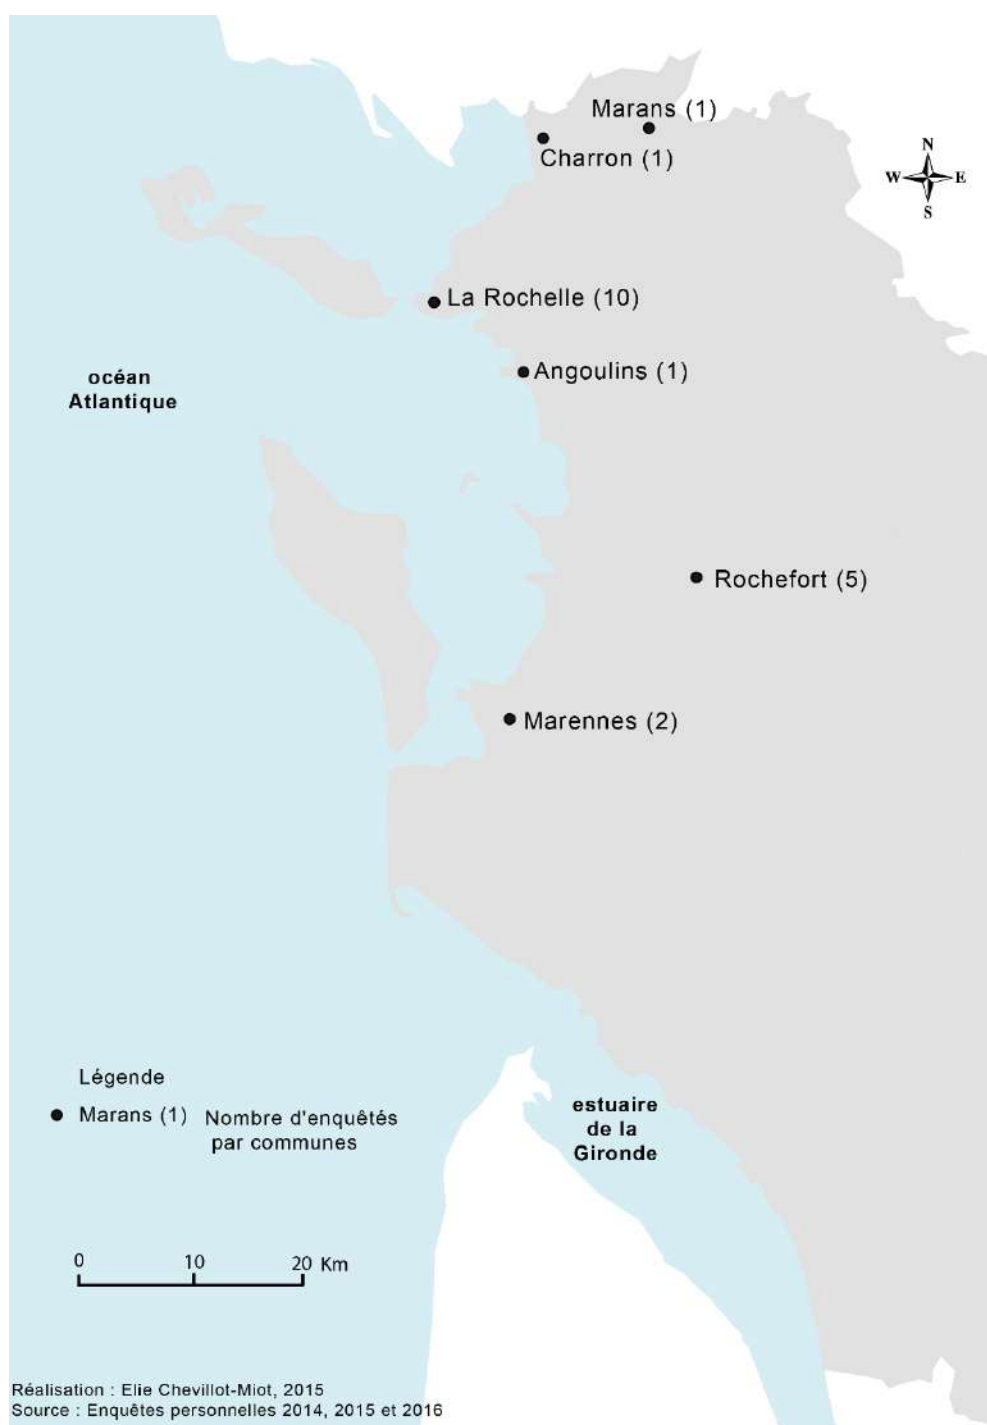 Marans (1)
Charron (1)
N
W E
S
La Rochelle (10)
Angoulins (1)
océan
Atlantique
Rochefort (5)
Marennes (2)
Légende
Marans (1) Nombre d'enquêtés
par communes
estuaire
de la
Gironde
0 10 20 Km
Réalisation : Elie Chevillot-Miot, 2015
Source : Enquêtes personnelles 2014, 2015 et 2016